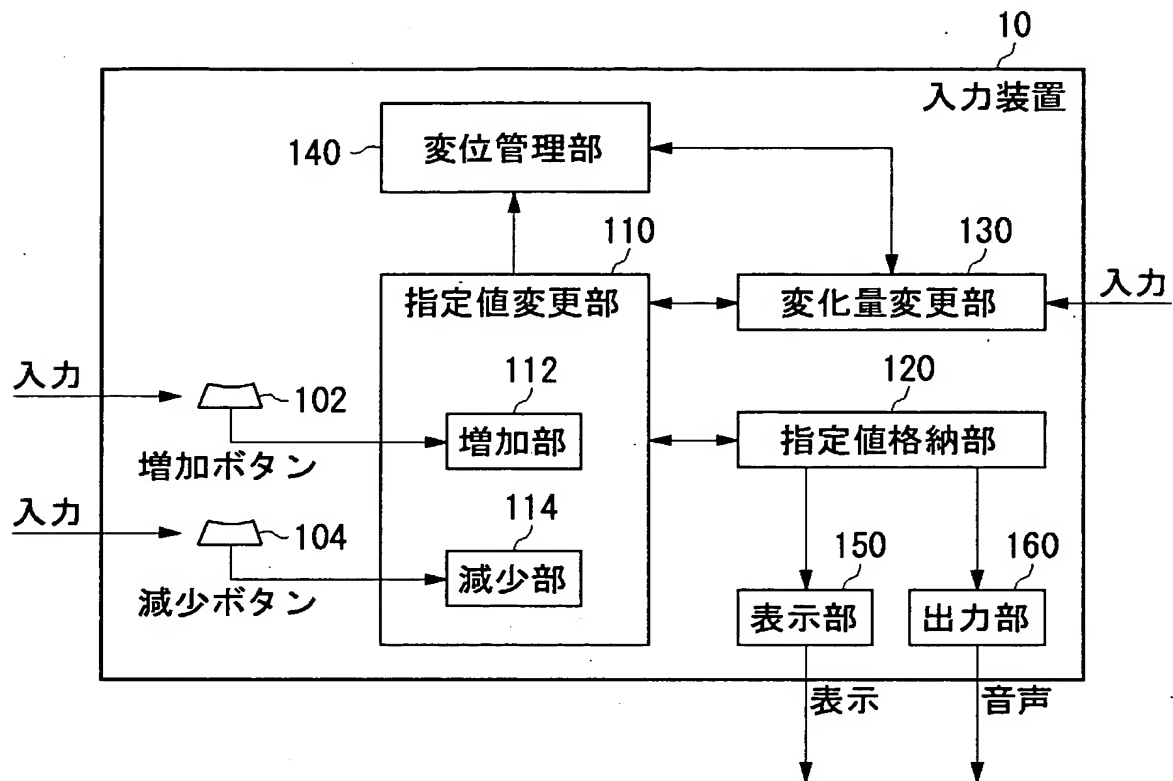 10
入力装置
140
変位管理部
110
指定値変更部
130
変化量変更部
入力
入力
102
増加ボタン
112
増加部
120
指定値格納部
入力
104
減少ボタン
114
減少部
150
表示部
160
出力部
表示
音声